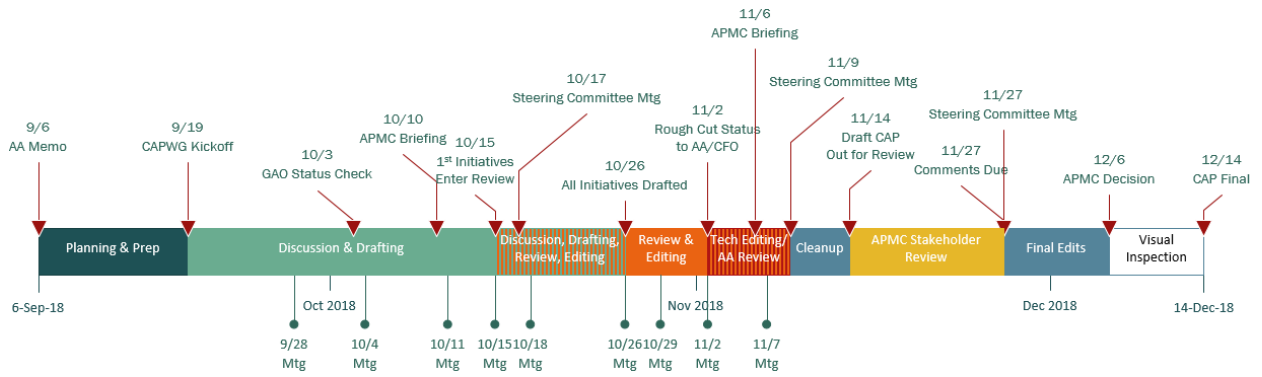 11/6
APMC Briefing
11/9
Steering Committee Mtg
10/17
Steering Committee Mtg
11/27
Steering Committee Mtg
11/2
Rough Cut Status
to AA/CFO
11/14
Draft CAP
Out for Review
9/6
AA Memo
9/19
CAPWG Kickoff
10/10
APMC Briefing
10/3
GAO Status Check
10/15
1st Initiatives
Enter Review
10/26
All Initiatives Drafted
11/27
Comments Due
12/6
APMC Decision
12/14
CAP Final
Planning & Prep
Discussion & Drafting
Discussion, Drafting,
Review, Editing
Review &
Editing
Tech Editing/
AA Review
Cleanup
APMC Stakeholder
Review
Final Edits
Visual
Inspection
6-Sep-18
Oct 2018
Nov 2018
Dec 2018
14-Dec-18
9/28
Mtg
10/4
Mtg
10/11
Mtg
10/15
Mtg
10/18
Mtg
10/26
Mtg
10/29
Mtg
11/2
Mtg
11/7
Mtg